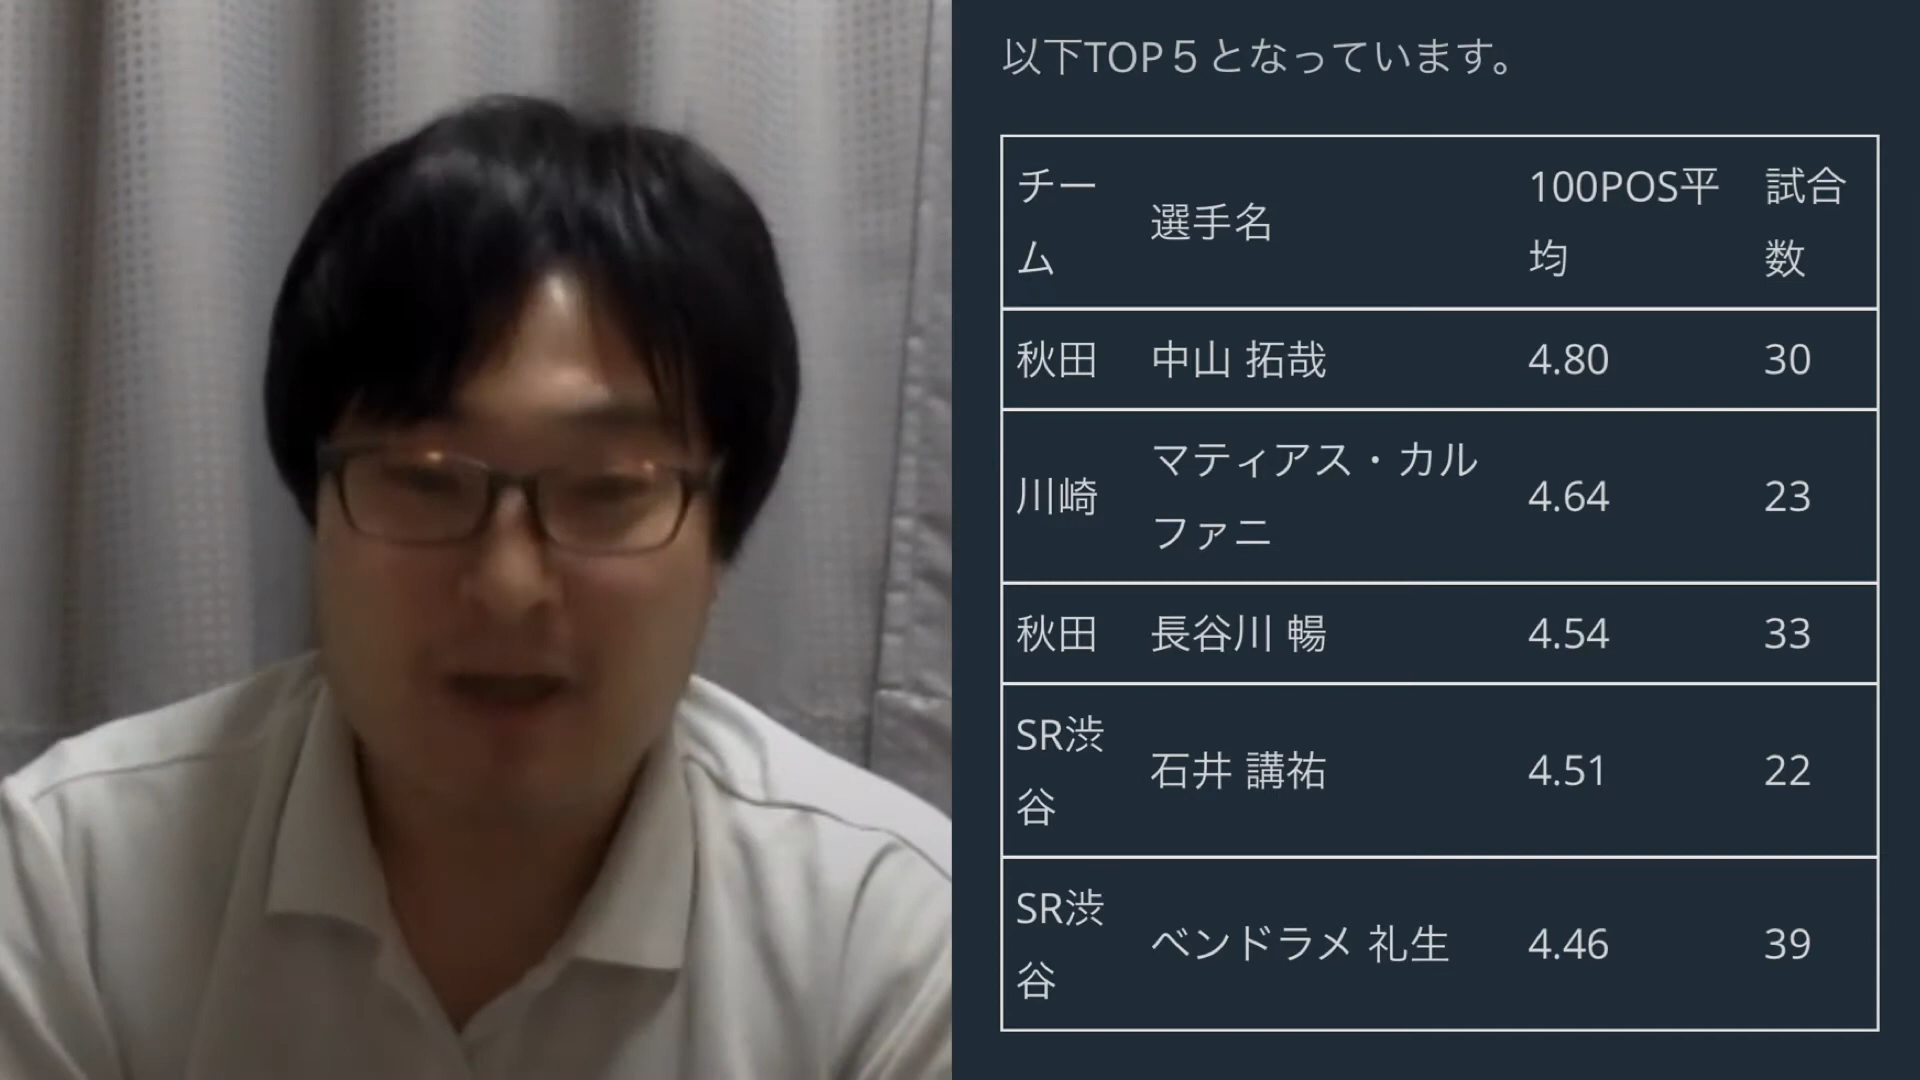 以下TOP５となっています。
チー
ム
選手名
100POS平
均
試合
数
秋田 中山 拓哉 4.80 30
川崎
マティアス・カル
ファニ
4.64 23
秋田 長谷川 暢 4.54 33
SR渋
谷
石井 講祐 4.51 22
SR渋
谷
ベンドラメ 礼生 4.46 39